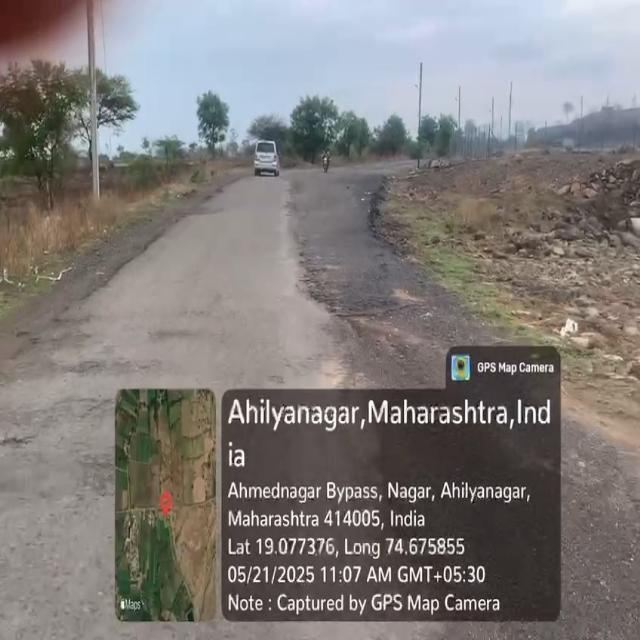 GPS Map Camera
Ahilyanagar,Maharashtra,Ind
ia
Ahmednagar Bypass, Nagar, Ahilyanagar,
Maharashtra 414005, India
Lat 19.077376, Long 74.675855
05/21/2025 11:07 AM GMT+05:30
Note : Captured by GPS Map Camera
Maps